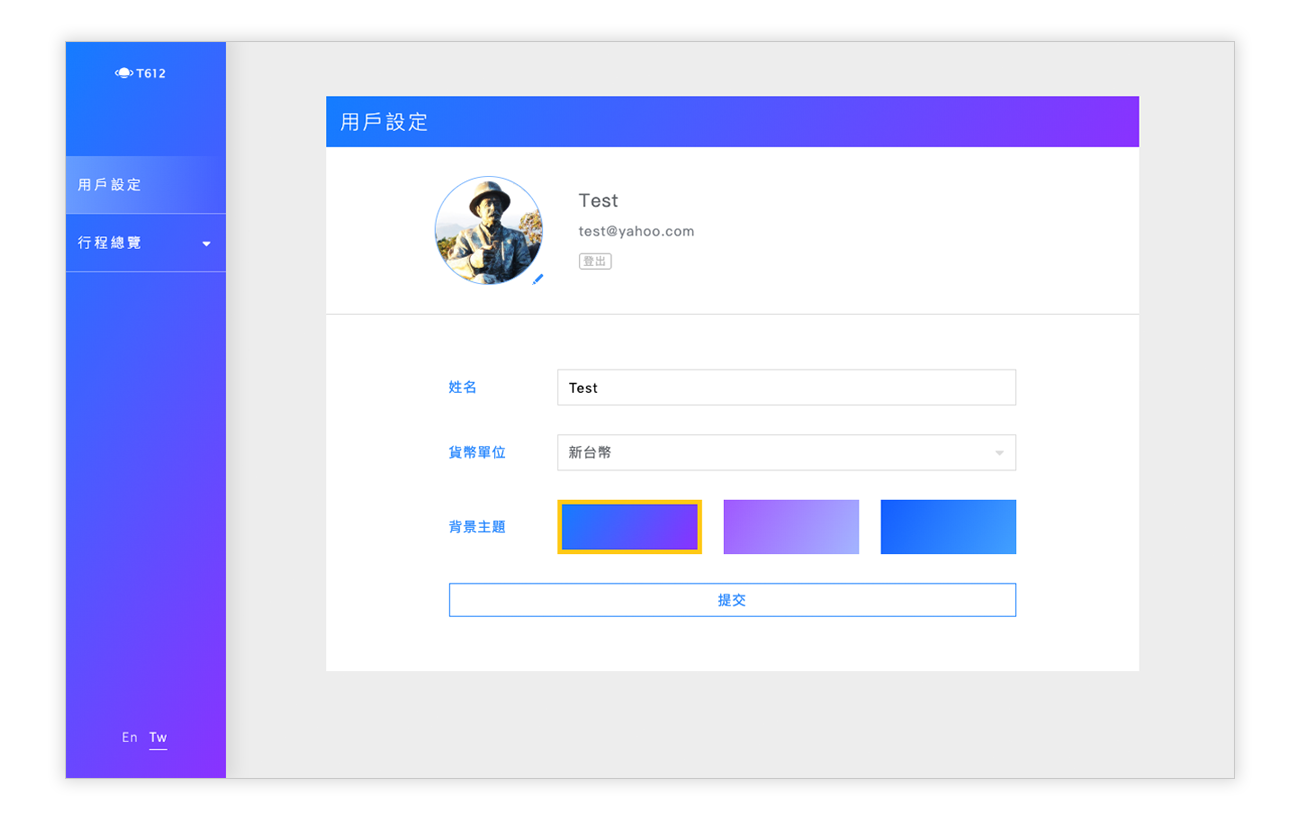 T612
用戶設定
行程總覽
En Tw
用戶設定
Test
test@yahoo.com
登出
姓名
Test
貨幣單位
新台幣
背景主題
提交